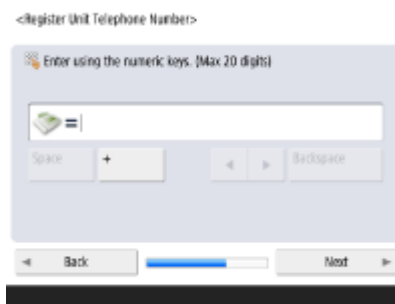 <Register Unit Telephone Number>
Enter using the numeric keys. (Max 20 digits)
=
Space + ◄ ► Backspace
◄ Back Next ►